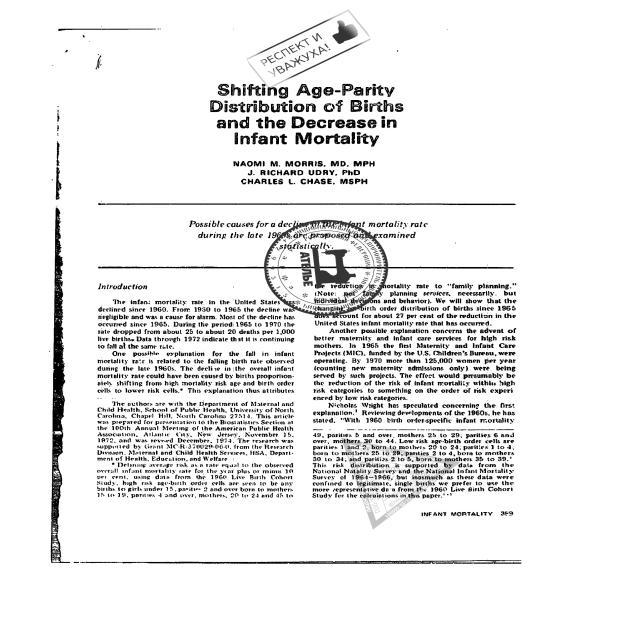 РЕСПЕКТ И
УВАЖУХА!
Shifting Age-Parity
Distribution of Births
and the Decrease in
Infant Mortality
NAOMI M. MORRIS, MD, MPH
J. RICHARD UDRY, PhD
CHARLES L. CHASE, MSPH
Possible causes for a decline in the infant mortality rate
during the late 1960s are proposed and examined
statistically.
АТЕЛЬЕ
Introduction
The infant mortality rate in the United States has
declined since 1960. From 1930 to 1965 the decline was
negligible and was a cause for alarm. Most of the decline has
occurred since 1965. During the period 1965 to 1970 the
rate dropped from about 25 to about 20 deaths per 1,000
live births. Data through 1972 indicate that it is continuing
to fall at the same rate.
One possible explanation for the fall in infant
mortality rate is related to the falling birth rate observed
during the late 1960s. The decline in the overall infant
mortality rate could have been caused by births proportion-
ately shifting from high mortality risk age and birth order
cells to lower risk cells.* This explanation thus attributes
The authors are with the Department of Maternal and
Child Health, School of Public Health, University of North
Carolina, Chapel Hill, North Carolina 27514. This article
was prepared for presentation to the Biostatistics Section at
the 100th Annual Meeting of the American Public Health
Association, Atlantic City, New Jersey, November 15,
1972, and was revised December, 1974. The research was
supported by Grant MC-R-370029-06-0, from the Research
Division, Maternal and Child Health Services, HSA, Depart-
ment of Health, Education, and Welfare
* Defining average risk as a rate equal to the observed
overall infant mortality rate for the year plus or minus 10
per cent, using data from the 1960 Live Birth Cohort
Study, high risk age-birth order cells are seen to be any
births to girls under 15, parities 2 and over born to mothers
15 to 19, parities 4 and over, mothers, 20 to 24 and 45 to
the reduction in mortality rate to "family planning."
(Note: not family planning services, necessarily, but
individual decisions and behavior). We will show that the
changing age-birth order distribution of births since 1965
does account for about 27 per cent of the reduction in the
United States infant mortality rate that has occurred.
Another possible explanation concerns the advent of
better maternity and infant care services for high risk
mothers. In 1965 the first Maternity and Infant Care
Projects (MIC), funded by the U.S. Children's Bureau, were
operating. By 1970 more than 125,000 women per year
(counting new maternity admissions only) were being
served by such projects. The effect would presumably be
the reduction of the risk of infant mortality within high
risk categories to something on the order of risk experi-
enced by low risk categories.
Nicholas Wright has speculated concerning the first
explanation.¹ Reviewing developments of the 1960s, he has
stated, "With 1960 birth order-specific infant mortality
49, parities 5 and over, mothers 25 to 29, parities 6 and
over, mothers, 30 to 44. Low risk age-birth order cells are
parities 1 and 2, born to mothers 20 to 24, parities 1 to 4,
born to mothers 25 to 29, parities 2 to 4, born to mothers
30 to 34, and parities 2 to 5, born to mothers 35 to 39.
This risk distribution is supported by data from the
National Natality Survey and the National Infant Mortality
Survey of 1964-1966, but inasmuch as these data were
confined to legitimate, single births we prefer to use the
more representative data from the 1960 Live Birth Cohort
Study for the calculations in this paper.
INFANT MORTALITY 359